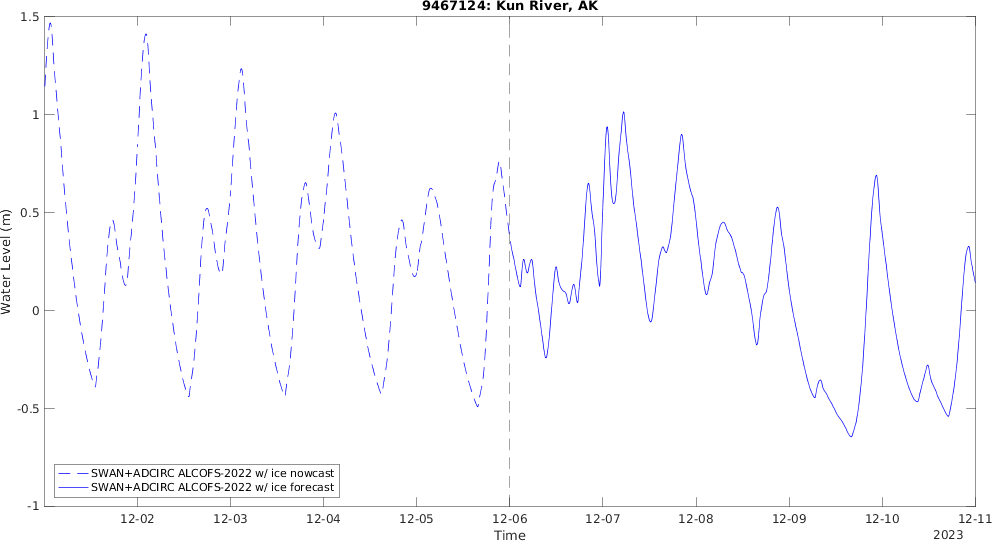 9467124: Kun River, AK
1.5
1
0.5
0
-0.5
-1
Water Level (m)
SWAN+ADCIRC ALCOFS-2022 w/ ice nowcast
SWAN+ADCIRC ALCOFS-2022 w/ ice forecast
12-02 12-03 12-04 12-05 12-06 12-07 12-08 12-09 12-10 12-11
Time
2023